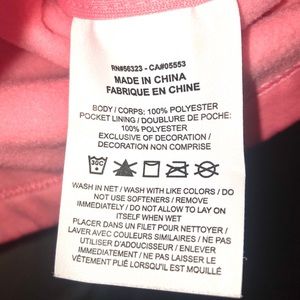 RN#56323 - CA#05553
MADE IN CHINA
FABRIQUE EN CHINE
BODY / CORPS: 100% POLYESTER
POCKET LINING / DOUBLURE DE POCHE:
100% POLYESTER
EXCLUSIVE OF DECORATION /
DECORATION NON COMPRISE
30C
WASH IN NET / WASH WITH LIKE COLORS / DO
NOT USE SOFTENERS / REMOVE
IMMEDIATELY / DO NOT ALLOW TO LAY ON
ITSELF WHEN WET
PLACER DANS UN FILET POUR NETTOYER /
LAVER AVEC COULEURS SIMILAIRES / NE PAS
UTILISER D'ADOUCISSEUR / ENLEVER
IMMÉDIATEMENT / NE PAS LAISSER LE
VÊTEMENT PLIÉ LORSQU'IL EST MOUILLÉ